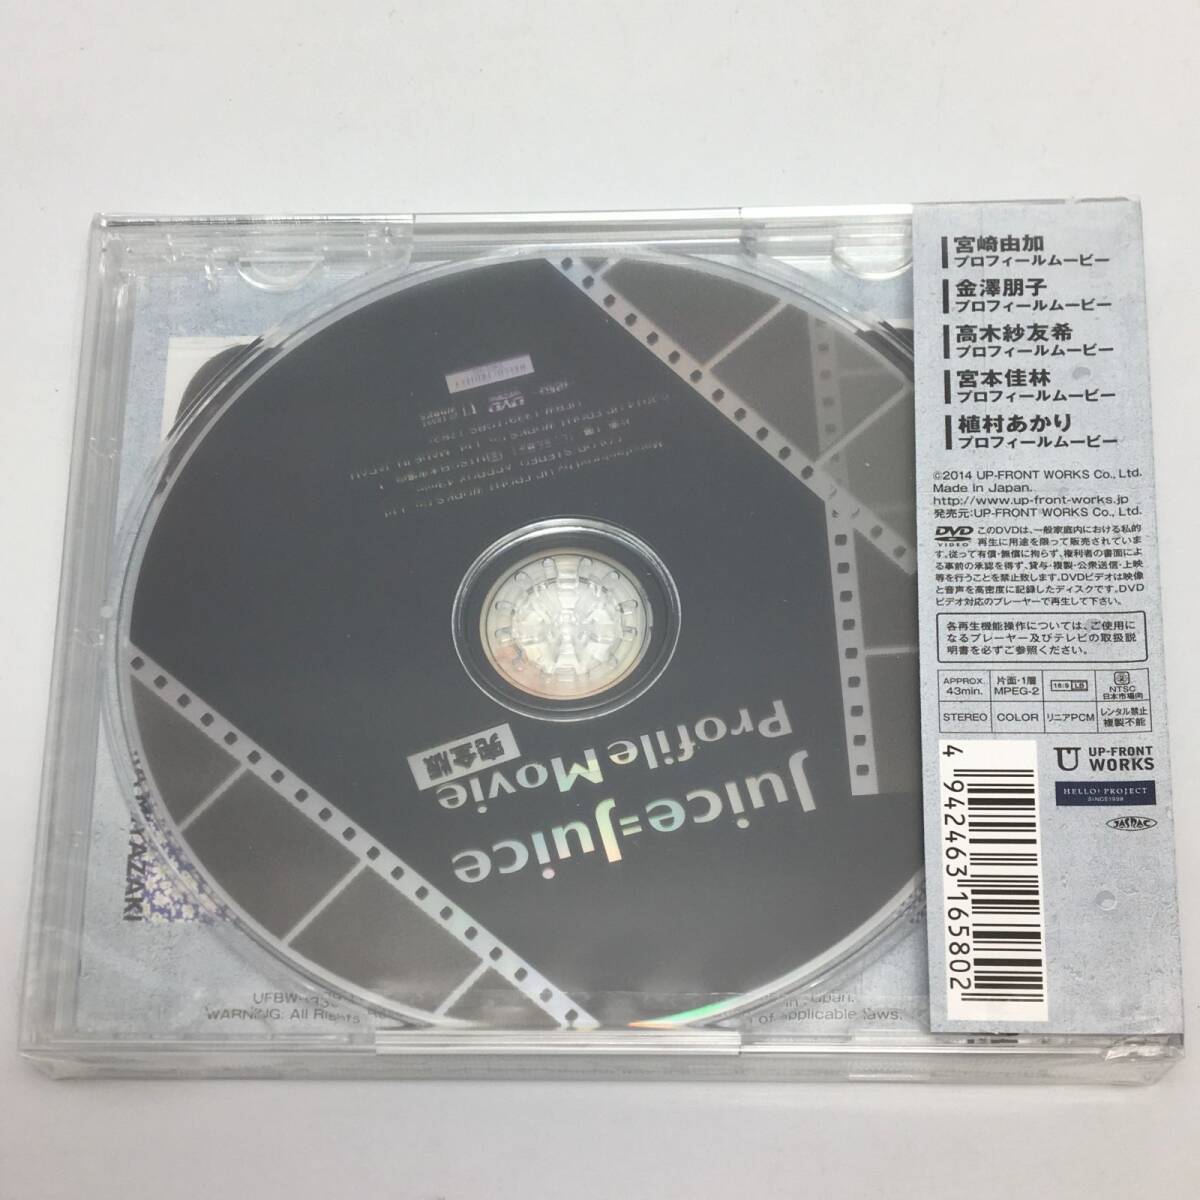 宮崎由加
プロフィールムービー
金澤朋子
プロフィールムービー
高木紗友希
プロフィールムービー
宮本佳林
プロフィールムービー
植村あかり
プロフィールムービー
©2014 UP-FRONT WORKS Co., Ltd.
Made in Japan.
http://www.up-front-works.jp
発売元:UP-FRONT WORKS Co., Ltd.
DVD VIDEO
このDVDは、一般家庭内における私的
再生に用途を限って販売されていま
す。従って有償・無償に拘らず、権利者の書面によ
る事前の承認を得ず、貸与・複製・公衆送信・上映
等を行うことを禁止致します。DVDビデオは映像
と音声を高密度に記録したディスクです。DVD
ビデオ対応のプレーヤーで再生して下さい。
各再生機能操作については、ご使用に
なるプレーヤー及びテレビの取扱説
明書を必ずご参照ください。
APPROX. 43min.
片面・1層 MPEG-2
16:9 LB
2 NTSC 日本市場向
STEREO
COLOR
リニアPCM
レンタル禁止 複製不能
4 942463 165802
UP-FRONT WORKS
HELLO! PROJECT
SINCE1998
JASRAC
Juice=Juice
Profile Movie
完全版
AZAKI
WARNING: All Rights
of applicable laws.